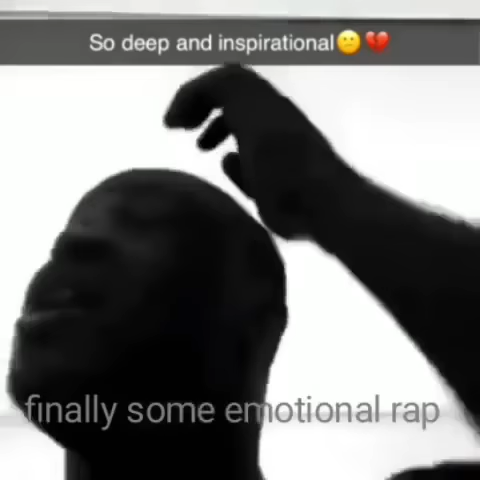 So deep and inspirational😕💔
finally some emotional rap